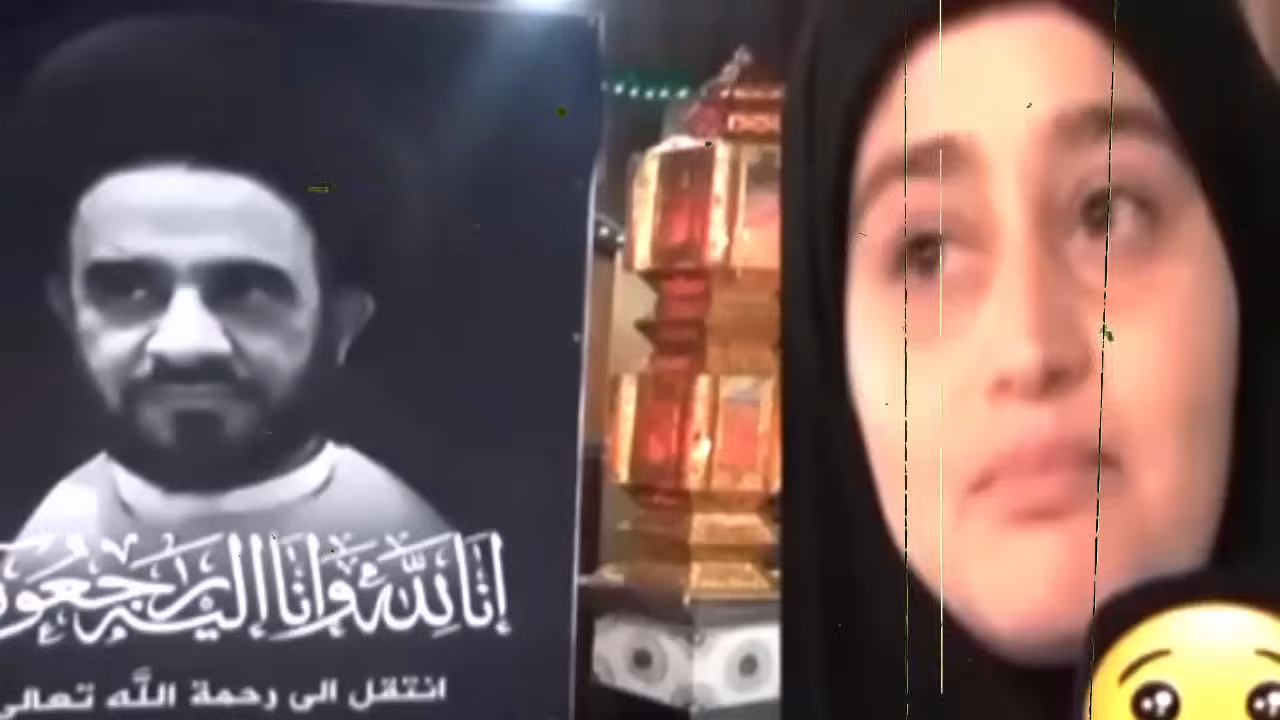 إنا لله وإنا إليه راجعون
انتقل الى رحمة الله تعالى